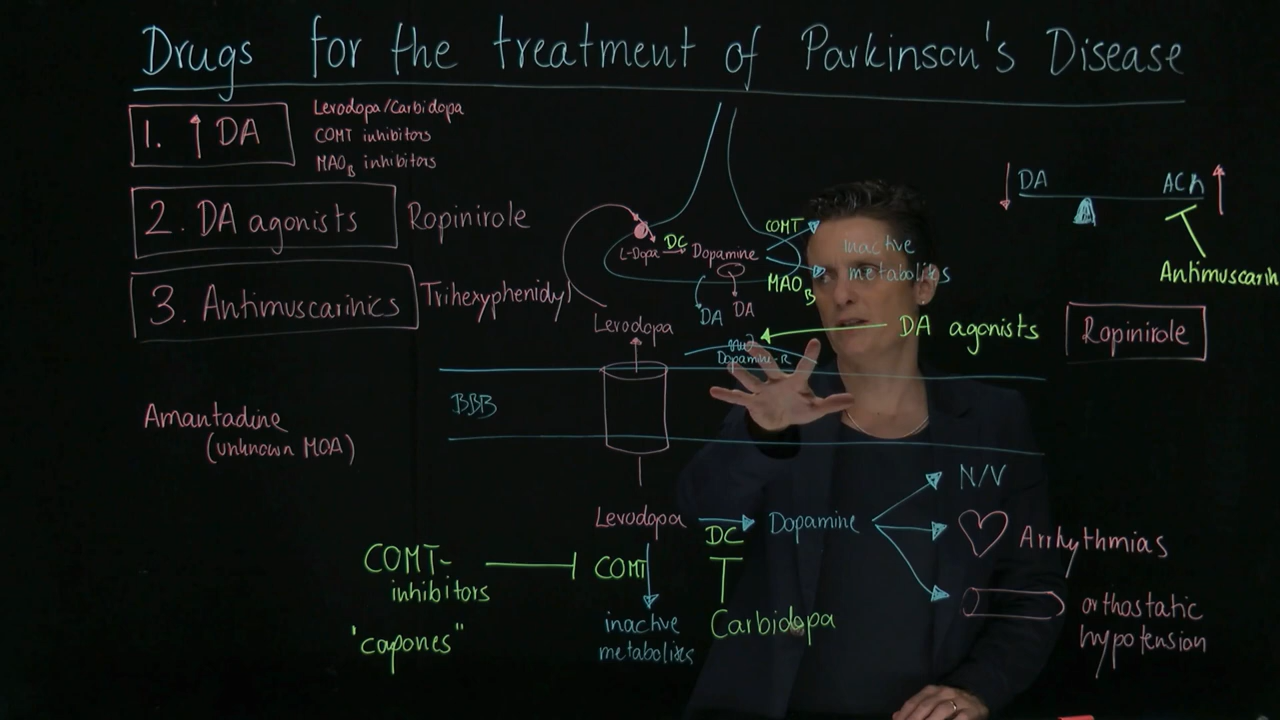 Drugs for the treatment of Parkinson's Disease
1. ↑ DA
Levodopa/Carbidopa
COMT inhibitors
MAO B inhibitors
2. DA agonists
Ropinirole
3. Antimuscarinics
Trihexyphenidyl
Amantadine
(unknown MOA)
L-Dopa DC Dopamine
COMT
MAO B
inactive
metabolites
DA DA
Levodopa
Dopamine-R
DA agonists
Ropinirole
↓ DA ACh ↑
Antimuscarin
BBB
Levodopa
DC
Dopamine
N/V
Arrhythmias
orthostatic
hypotension
COMT-
inhibitors
"capones"
COMT
inactive
metabolites
Carbidopa